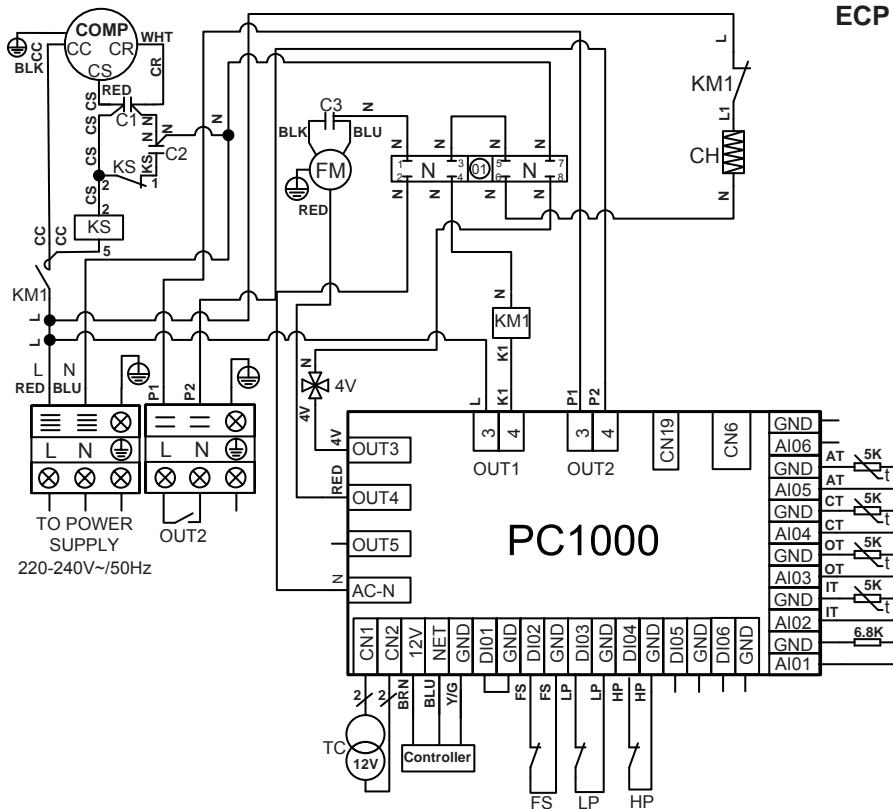 ECP
COMP
CC
CR
CS
WHT
BLK
CC
RED
CR
CS
CS
C1
N
N
N
C2
KS
KS
1
CS
2
CS
2
KS
5
CC
CC
KM1
L
L
L
N
RED
BLU
P1
P2
L
N
L
N
TO POWER
SUPPLY
220-240V~/50Hz
OUT2
C3
N
BLK
BLU
FM
RED
N
N
N
N
1
3
5
7
N
01
N
2
4
6
8
N
N
N
N
L
KM1
L1
CH
N
N
KM1
K1
N
4V
4V
L
K1
P1
P2
3
4
3
4
OUT1
OUT2
CN19
CN6
4V
OUT3
RED
OUT4
OUT5
N
AC-N
PC1000
GND
AI06
GND
AI05
GND
AI04
GND
AI03
GND
AI02
GND
AI01
AT
5K
t
AT
CT
5K
t
CT
OT
5K
t
OT
IT
5K
t
IT
6.8K
CN1
CN2
12V
NET
GND
DI01
GND
DI02
GND
DI03
GND
DI04
GND
DI05
GND
DI06
GND
2
2
BRN
BLU
Y/G
FS
FS
LP
LP
HP
HP
TC
12V
Controller
FS
LP
HP